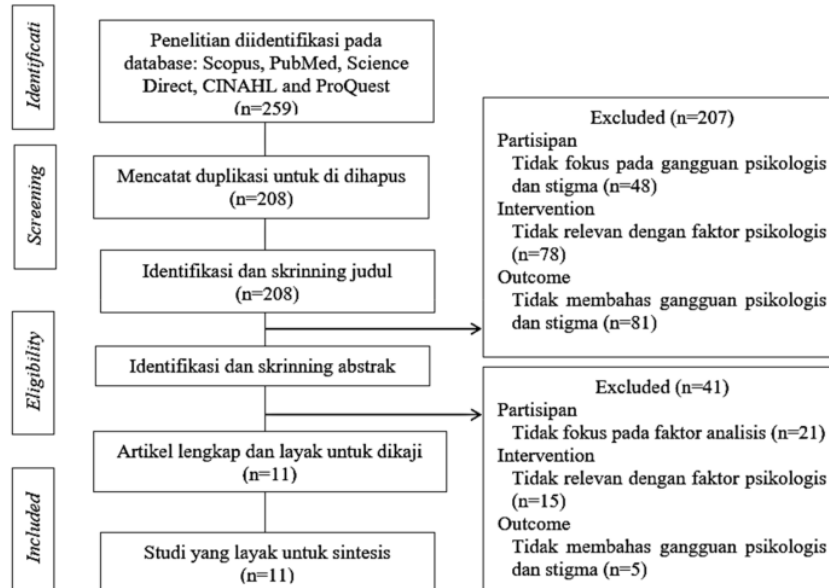 Identificati
Penelitian diidentifikasi pada
database: Scopus, PubMed, Science
Direct, CINAHL and ProQuest
(n=259)
Screening
Mencatat duplikasi untuk di dihapus
(n=208)
Identifikasi dan skrinning judul
(n=208)
Excluded (n=207)
Partisipan
Tidak fokus pada gangguan psikologis
dan stigma (n=48)
Intervention
Tidak relevan dengan faktor psikologis
(n=78)
Outcome
Tidak membahas gangguan psikologis
dan stigma (n=81)
Eligibility
Identifikasi dan skrinning abstrak
Artikel lengkap dan layak untuk dikaji
(n=11)
Excluded (n=41)
Partisipan
Tidak fokus pada faktor analisis (n=21)
Intervention
Tidak relevan dengan faktor psikologis
(n=15)
Outcome
Tidak membahas gangguan psikologis
dan stigma (n=5)
Included
Studi yang layak untuk sintesis
(n=11)